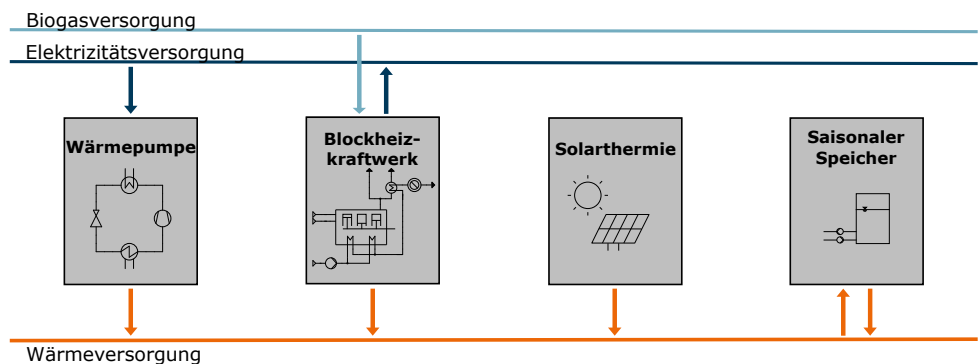 Biogasversorgung
Elektrizitätsversorgung
Wärmepumpe
Blockheiz-
kraftwerk
Solarthermie
Saisonaler
Speicher
Wärmeversorgung